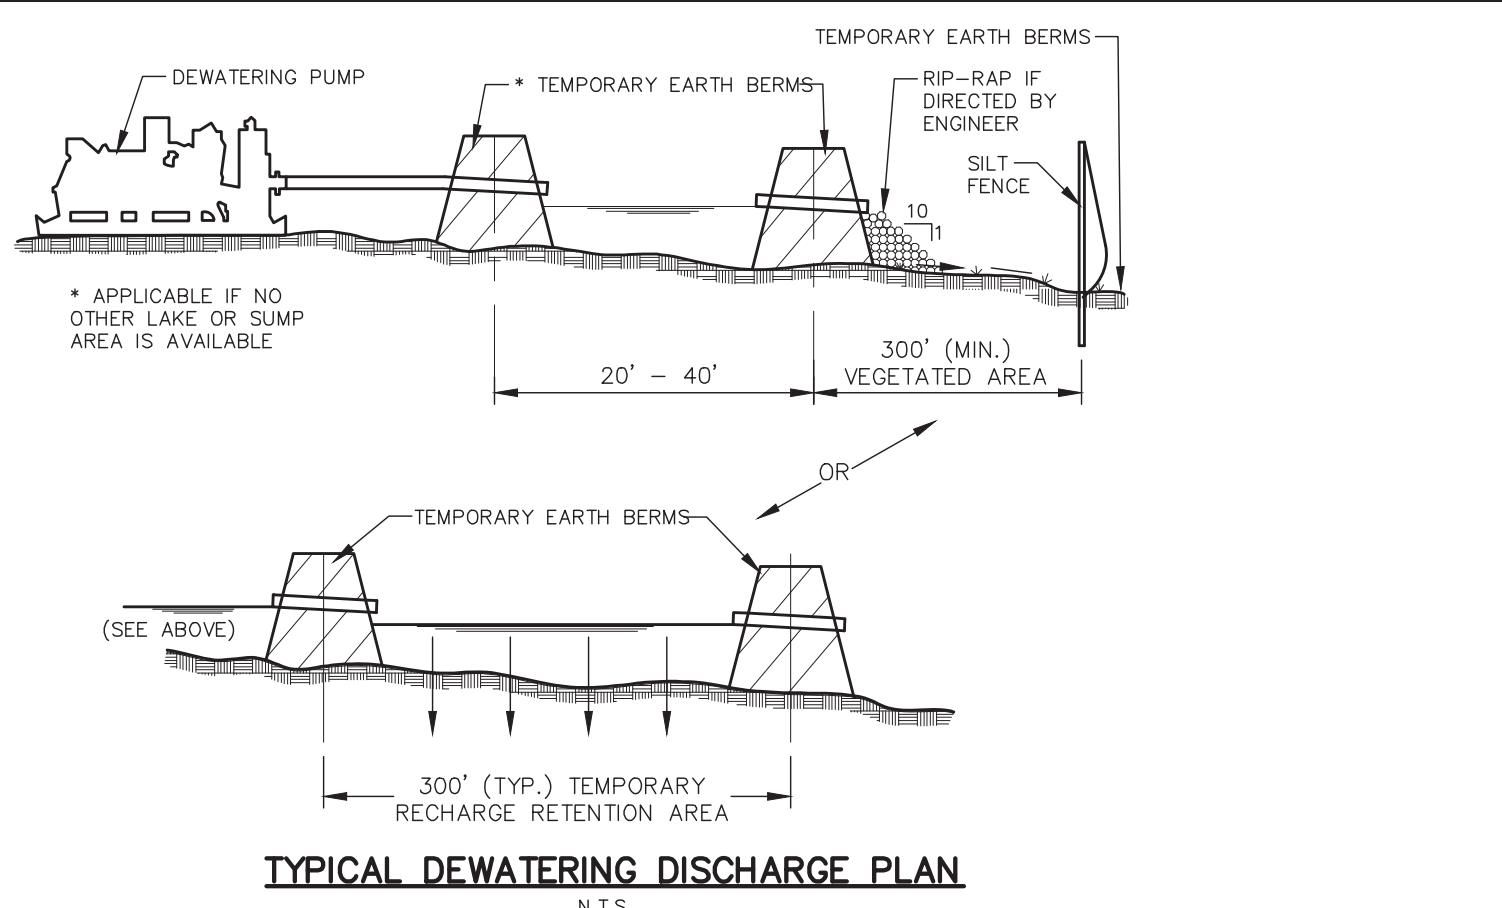 TEMPORARY EARTH BERMS
DEWATERING PUMP
* TEMPORARY EARTH BERMS
RIP-RAP IF
DIRECTED BY
ENGINEER
SILT
FENCE
10
1
* APPLICABLE IF NO
OTHER LAKE OR SUMP
AREA IS AVAILABLE
20' - 40'
300' (MIN.)
VEGETATED AREA
OR
TEMPORARY EARTH BERMS
(SEE ABOVE)
300' (TYP.) TEMPORARY
RECHARGE RETENTION AREA
TYPICAL DEWATERING DISCHARGE PLAN
N.T.S.